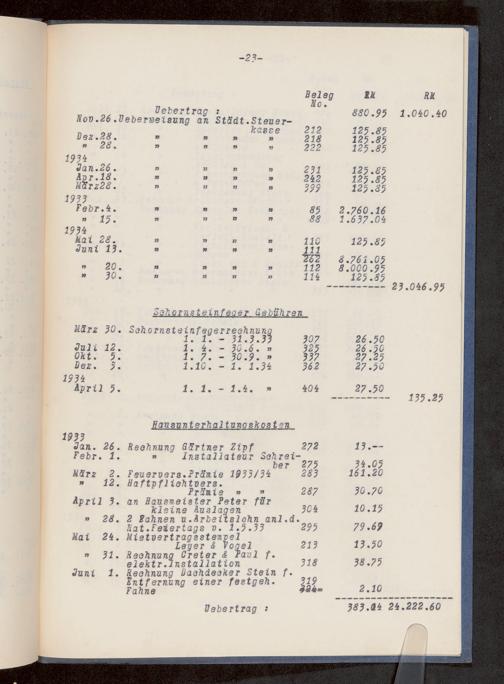 -23-
Beleg RM RM
No.
Uebertrag : 880.95 1.040.40
Nov.26.Ueberweisung an Städt.Steuer-
kasse 212 125.85
Dez.28. " " " " 218 125.85
" 28. " " " " 222 125.85
1934
Jan.26. " " " " 231 125.85
Apr.18. " " " " 242 125.85
März28. " " " " 399 125.85
1933
Febr.4. " " " " 85 2.760.16
" 15. " " " " 88 1.637.04
1934
Mai 28. " " " " 110 125.85
Juni 19. " " " " 111
262 8.761.05
" 20. " " " " 112 8.000.95
" 30. " " " " 114 125.85
---------- 23.046.95
Schornsteinfeger Gebühren
März 30. Schornsteinfegerrechnung
1. 1. - 31.3.33 307 26.50
Juli 12. 1. 4. - 30.6. " 325 26.50
Okt. 5. 1. 7. - 30.9. " 337 27.25
Dez. 3. 1.10. - 1. 1.34 362 27.50
1934
April 5. 1. 1. - 1.4. " 404 27.50
---------- 135.25
Hausunterhaltungskosten
1933
Jan. 26. Rechnung Gärtner Zipf 272 13.--
Febr. 1. " Installateur Schrei-
ber 275 34.05
März 2. Feuervers.Prämie 1933/34 283 161.20
" 12. Haftpflichtvers.
Prämie " " 287 30.70
April 3. an Hausmeister Peter für
kleine Auslagen 304 10.15
" 28. 2 Fahnen u.Arbeitslohn anl.d.
Nat.Feiertags v. 1.5.33 295 79.69
Mai 24. Mietvertragsstempel
Leyer & Vogel 213 13.50
" 31. Rechnung Creter & Paul f.
elektr.Installation 318 38.75
Juni 1. Rechnung Dachdecker Stein f.
Entfernung einer festgeh. 319
Fahne 2.10
Uebertrag : 383.14 24.222.60